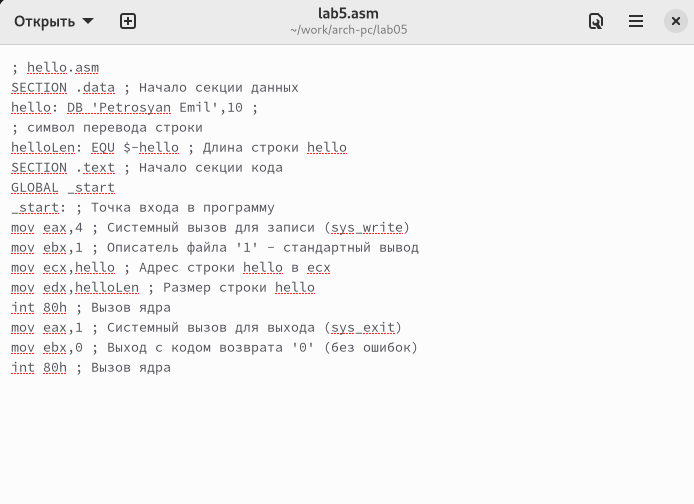 Открыть
lab5.asm
~/work/arch-pc/lab05
; hello.asm
SECTION .data ; Начало секции данных
hello: DB 'Petrosyan Emil',10 ;
; символ перевода строки
helloLen: EQU $-hello ; Длина строки hello
SECTION .text ; Начало секции кода
GLOBAL _start
_start: ; Точка входа в программу
mov eax,4 ; Системный вызов для записи (sys_write)
mov ebx,1 ; Описатель файла '1' - стандартный вывод
mov ecx,hello ; Адрес строки hello в ecx
mov edx,helloLen ; Размер строки hello
int 80h ; Вызов ядра
mov eax,1 ; Системный вызов для выхода (sys_exit)
mov ebx,0 ; Выход с кодом возврата '0' (без ошибок)
int 80h ; Вызов ядра